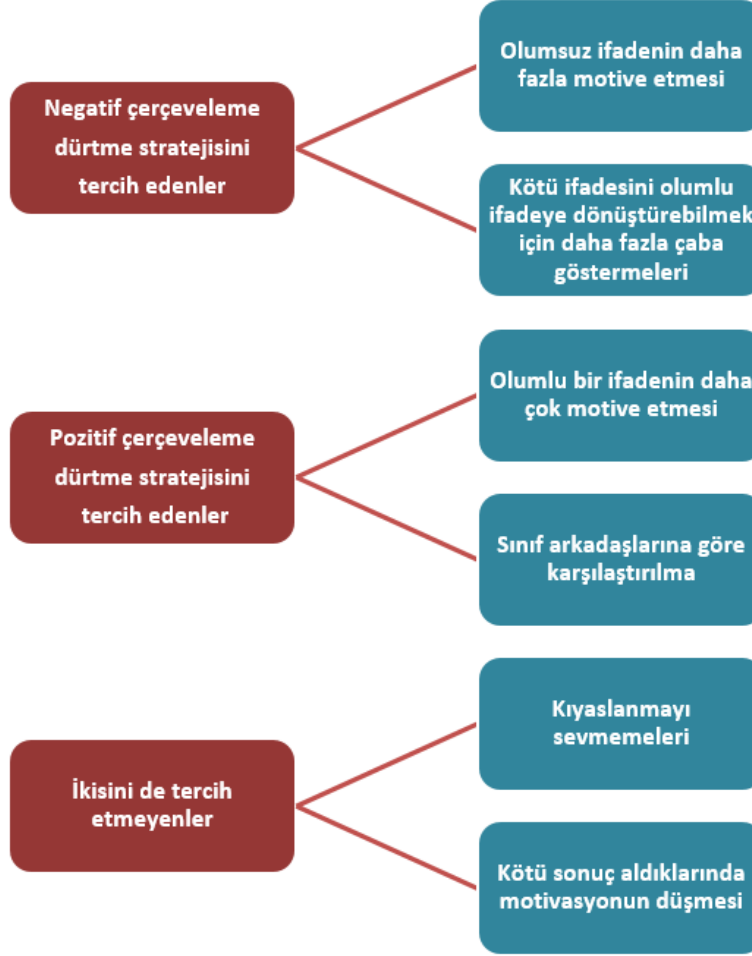 Negatif çerçeveleme
dürtme stratejisini
tercih edenler
Olumsuz ifadenin daha
fazla motive etmesi
Kötü ifadesini olumlu
ifadeye dönüştürebilmek
için daha fazla çaba
göstermeleri
Pozitif çerçeveleme
dürtme stratejisini
tercih edenler
Olumlu bir ifadenin daha
çok motive etmesi
Sınıf arkadaşlarına göre
karşılaştırılma
İkisini de tercih
etmeyenler
Kıyaslanmayı
sevmemeleri
Kötü sonuç aldıklarında
motivasyonun düşmesi